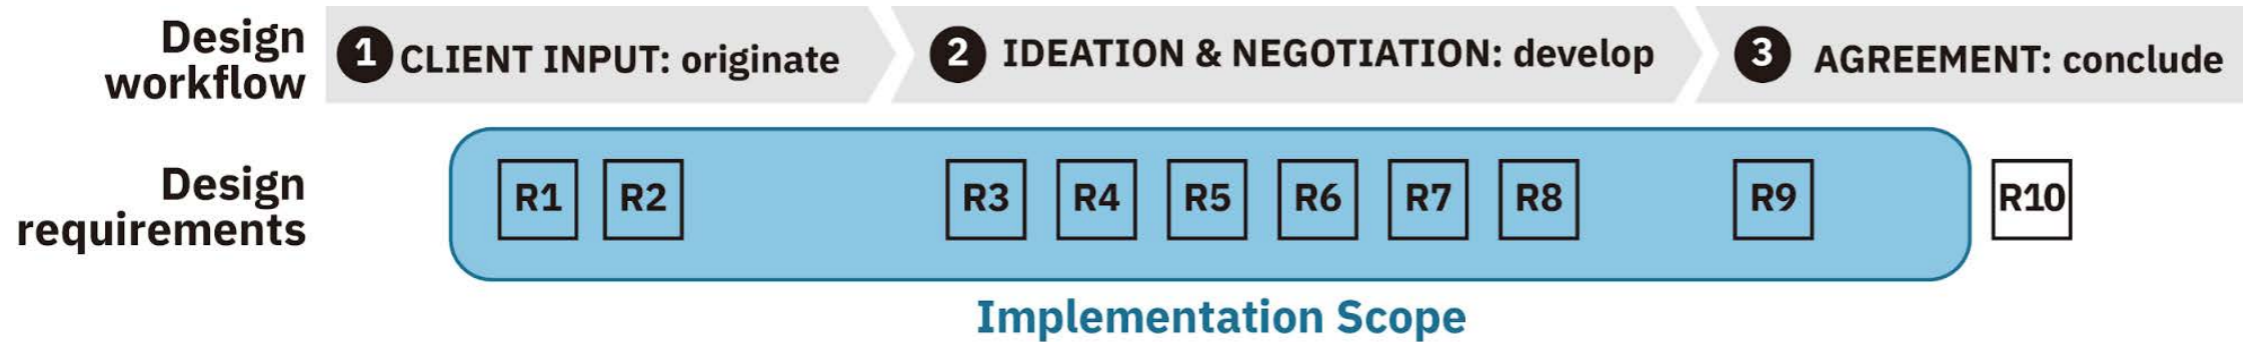 Design
workflow
1 CLIENT INPUT: originate
2 IDEATION & NEGOTIATION: develop
3 AGREEMENT: conclude
Design
requirements
R1 R2 R3 R4 R5 R6 R7 R8 R9 R10
Implementation Scope